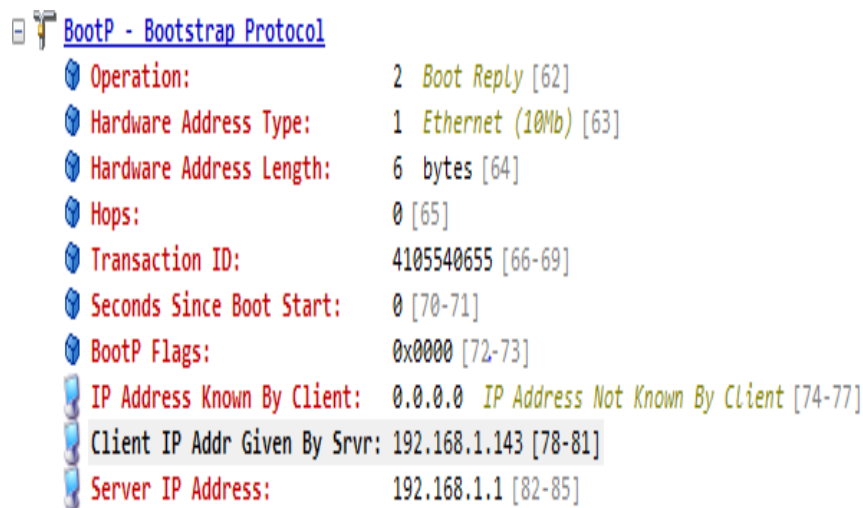 BootP - Bootstrap Protocol
Operation: 2 Boot Reply [62]
Hardware Address Type: 1 Ethernet (10Mb) [63]
Hardware Address Length: 6 bytes [64]
Hops: 0 [65]
Transaction ID: 4105540655 [66-69]
Seconds Since Boot Start: 0 [70-71]
BootP Flags: 0x0000 [72-73]
IP Address Known By Client: 0.0.0.0 IP Address Not Known By Client [74-77]
Client IP Addr Given By Srvr: 192.168.1.143 [78-81]
Server IP Address: 192.168.1.1 [82-85]